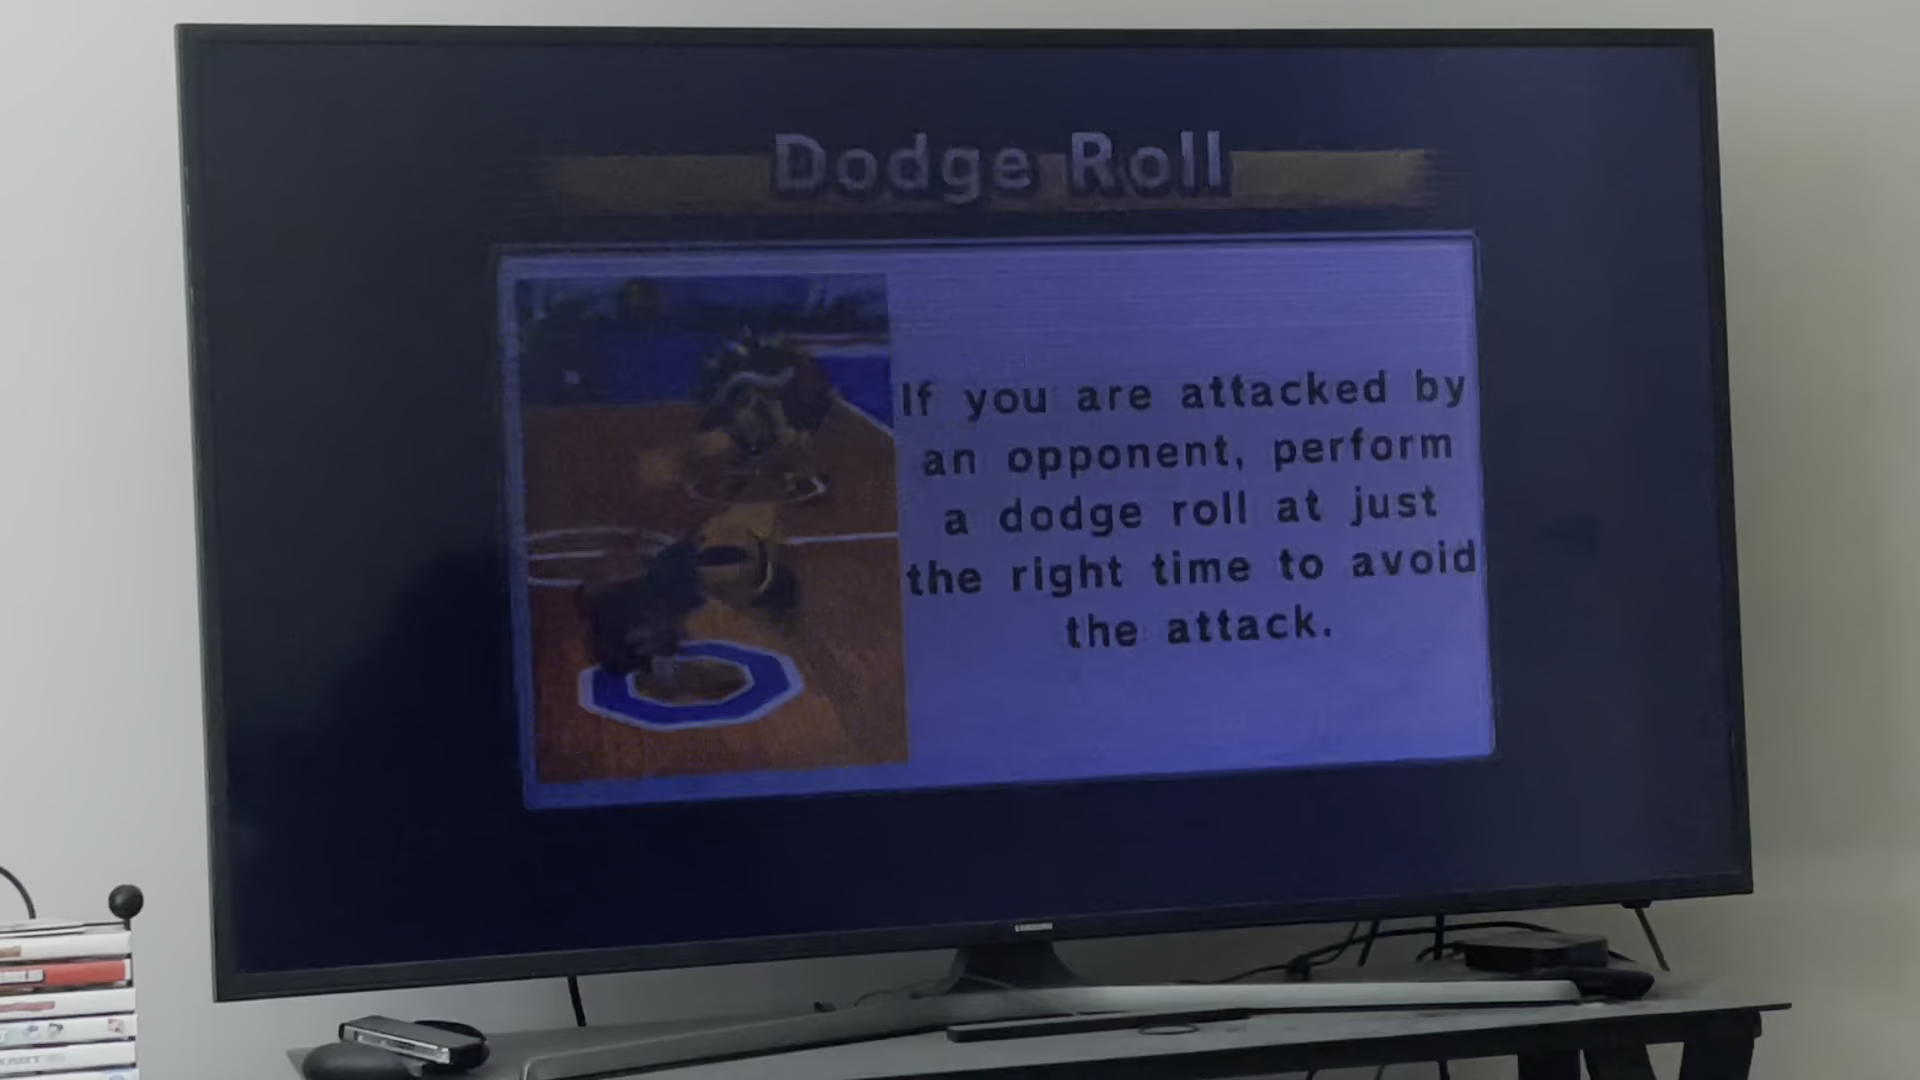 Dodge Roll
If you are attacked by
an opponent, perform
a dodge roll at just
the right time to avoid
the attack.